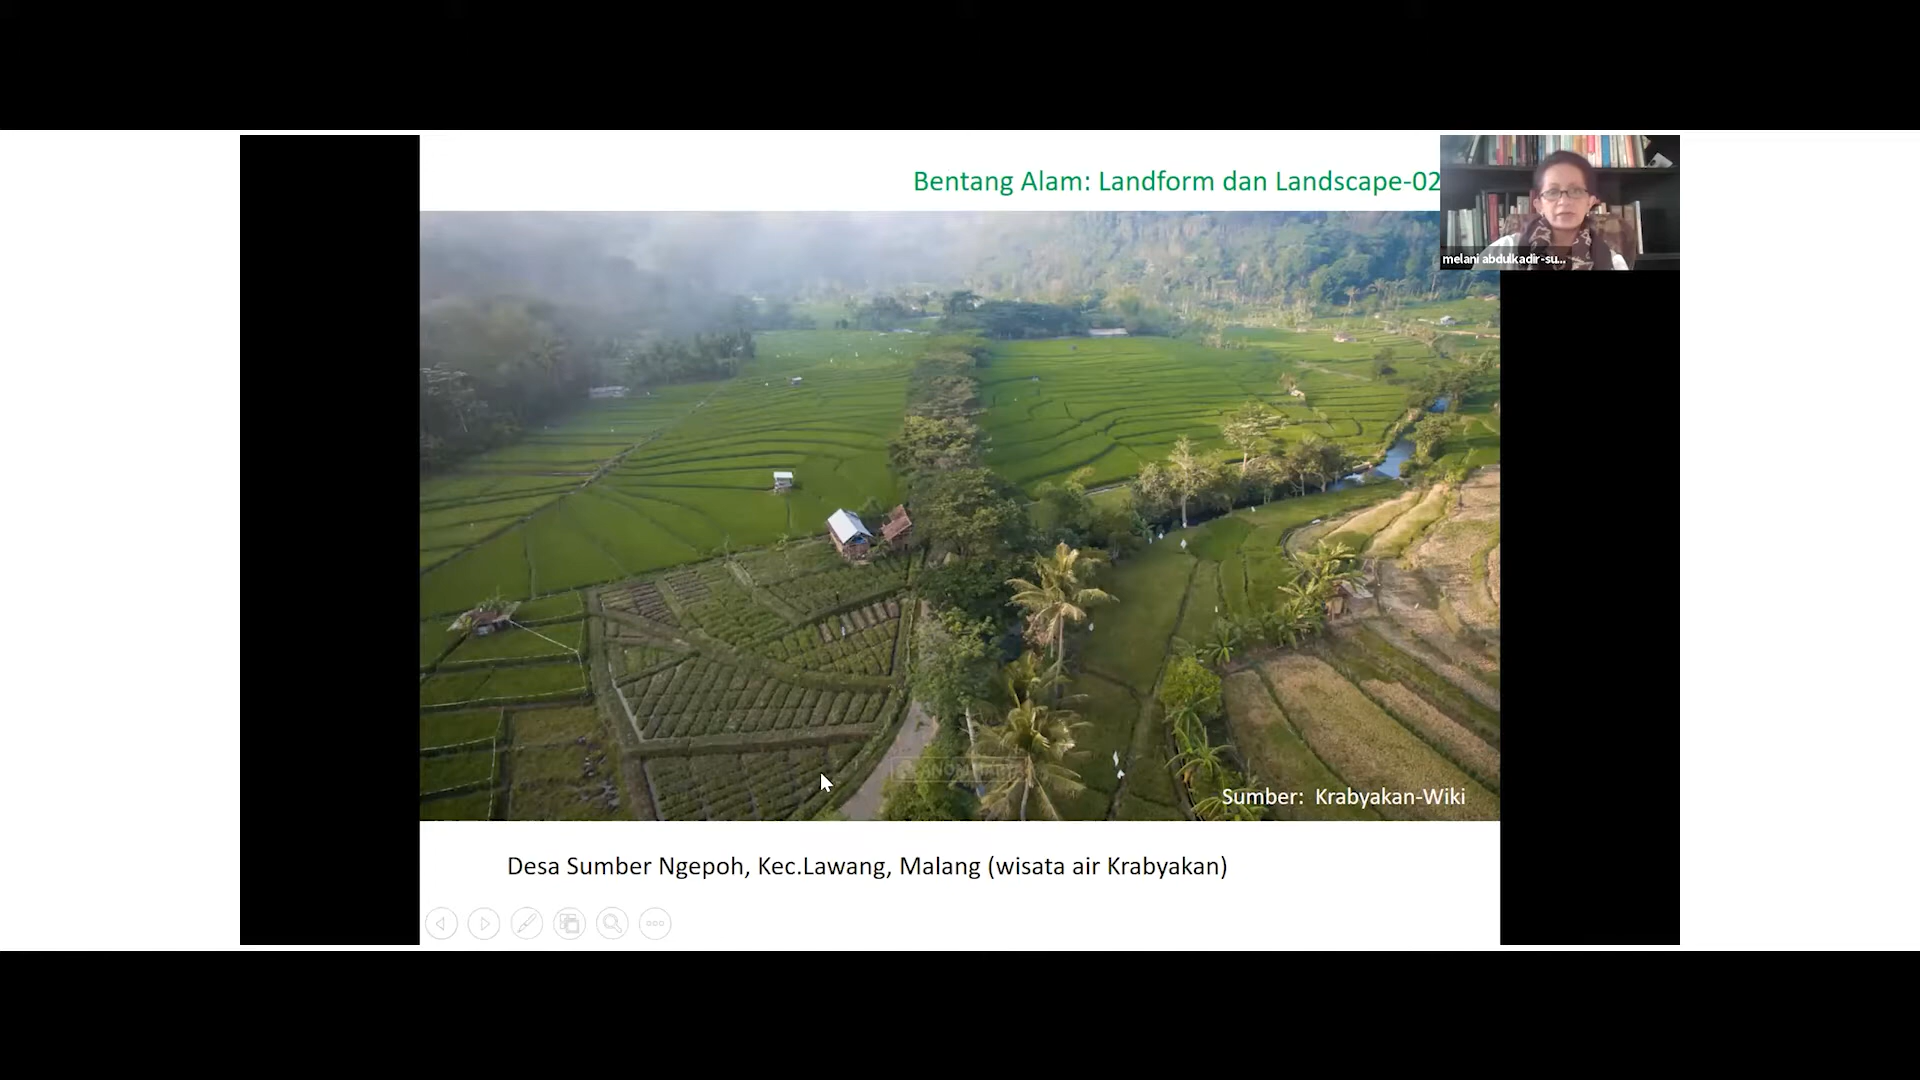 Bentang Alam: Landform dan Landscape-02
melani abdulkadir-su...
Sumber: Krabyakan-Wiki
Desa Sumber Ngepoh, Kec.Lawang, Malang (wisata air Krabyakan)